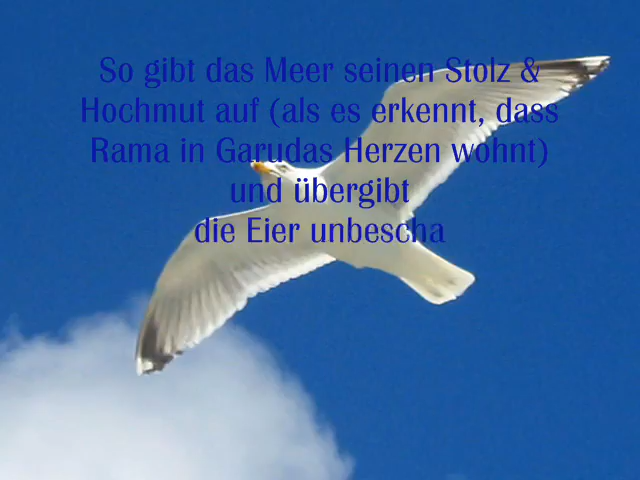 So gibt das Meer seinen Stolz &
Hochmut auf (als es erkennt, dass
Rama in Garudas Herzen wohnt)
und übergibt
die Eier unbescha